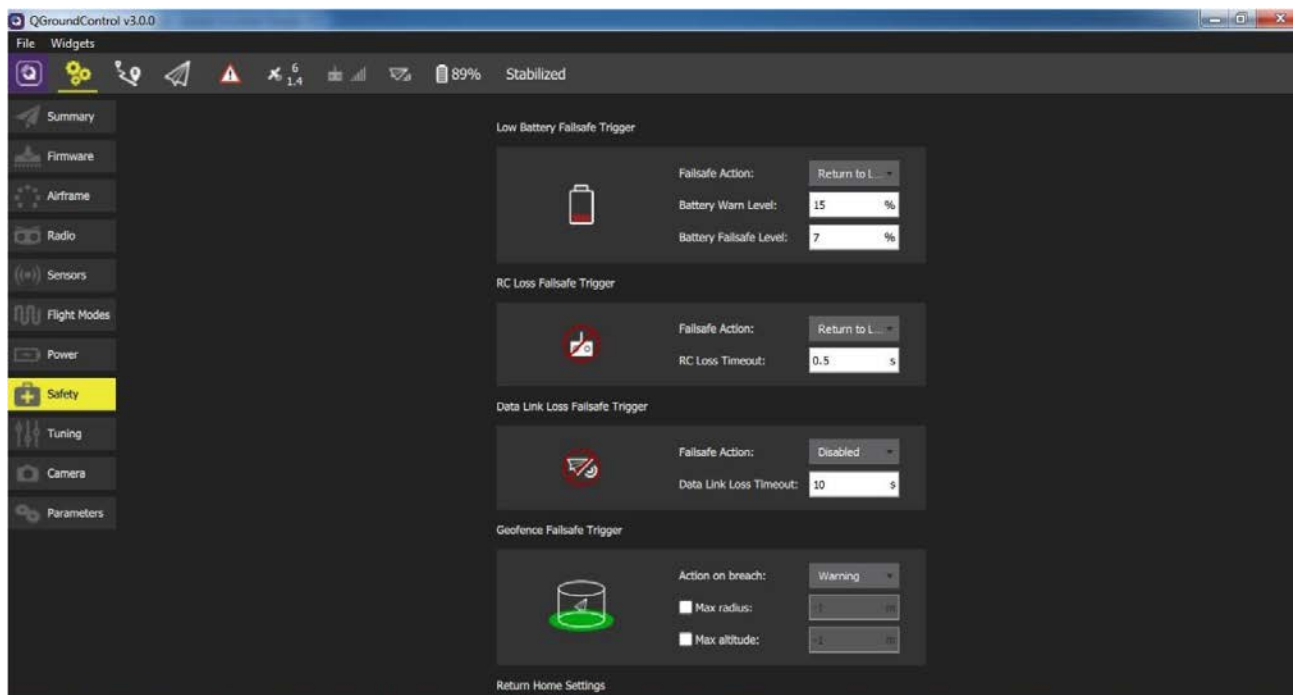 QGroundControl v3.0.0
File Widgets
6
1.4
89%
Stabilized
Summary
Firmware
Airframe
Radio
Sensors
Flight Modes
Power
Safety
Tuning
Camera
Parameters
Low Battery Failsafe Trigger
Failsafe Action: Return to L...
Battery Warn Level: 15 %
Battery Failsafe Level: 7 %
RC Loss Failsafe Trigger
Failsafe Action: Return to L...
RC Loss Timeout: 0.5 s
Data Link Loss Failsafe Trigger
Failsafe Action: Disabled
Data Link Loss Timeout: 10 s
Geofence Failsafe Trigger
Action on breach: Warning
Max radius: -1 m
Max altitude: -1 m
Return Home Settings